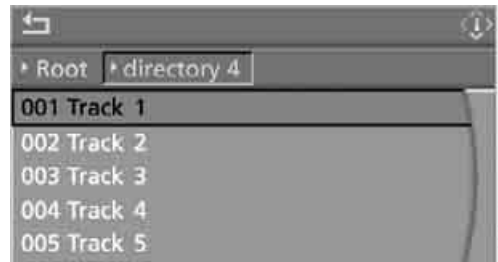 Root directory 4
001 Track 1
002 Track 2
003 Track 3
004 Track 4
005 Track 5